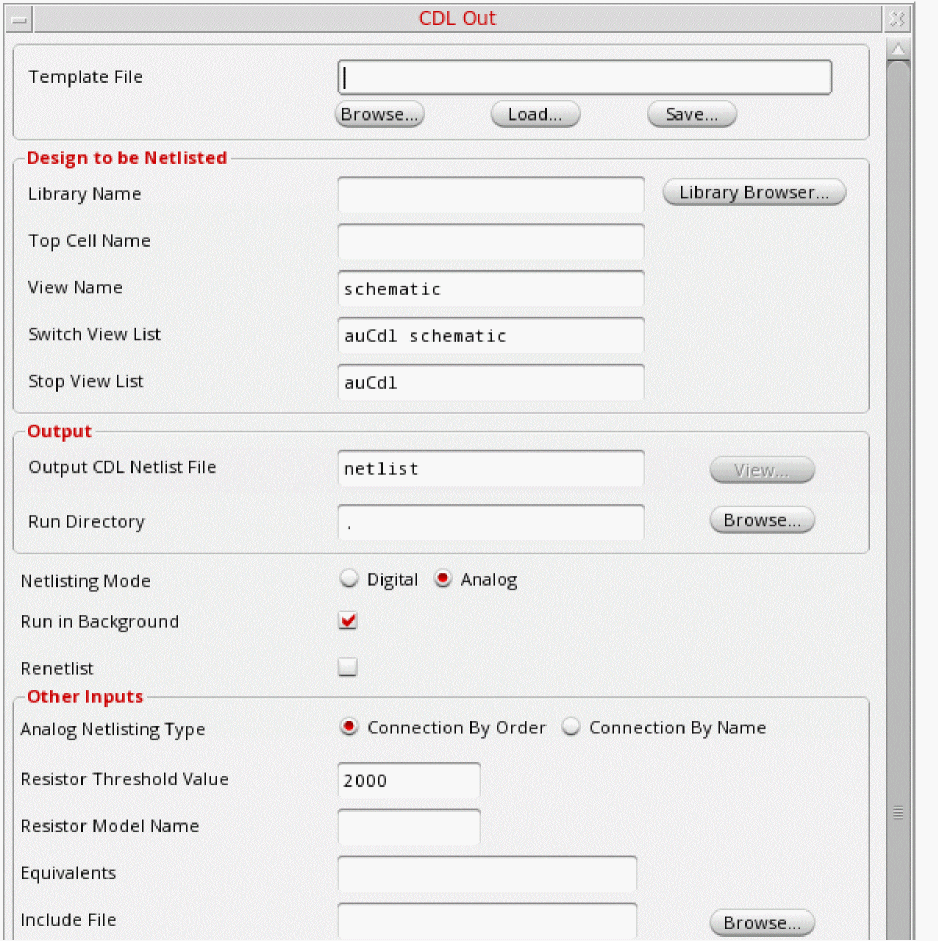 CDL Out
Template File
Browse... Load... Save...
Design to be Netlisted
Library Name Library Browser...
Top Cell Name
View Name schematic
Switch View List auCdl schematic
Stop View List auCdl
Output
Output CDL Netlist File netlist View...
Run Directory . Browse...
Netlisting Mode Digital Analog
Run in Background
Renetlist
Other Inputs
Analog Netlisting Type Connection By Order Connection By Name
Resistor Threshold Value 2000
Resistor Model Name
Equivalents
Include File Browse...